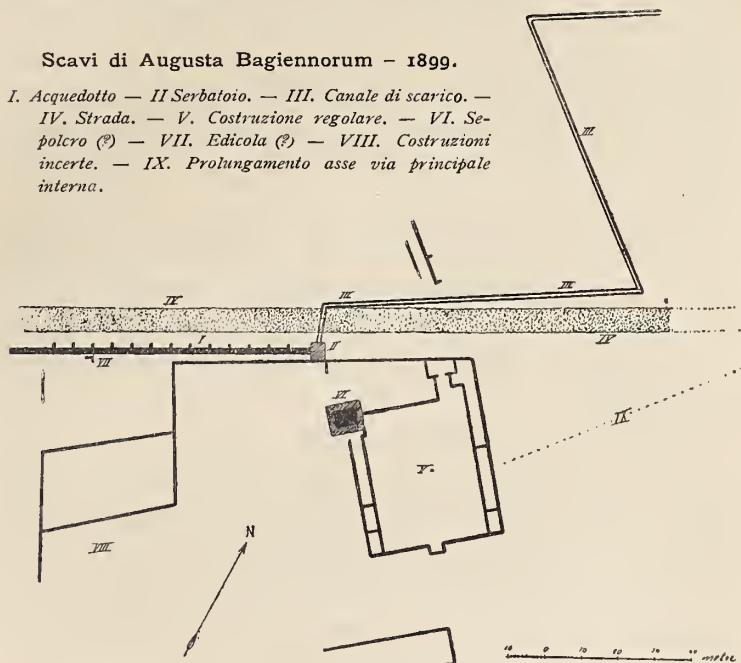 Scavi di Augusta Bagiennorum – 1899.
I. Acquedotto — II Serbatoio. — III. Canale di scarico. —
IV. Strada. — V. Costruzione regolare. — VI. Se-
polcro (?) — VII. Edicola (?) — VIII. Costruzioni
incerte. — IX. Prolungamento asse via principale
interna.
III
III
III
IV
I
II
IV
VII
VI
IX
V.
VIII
N
10 0 10 20 30 40 metre